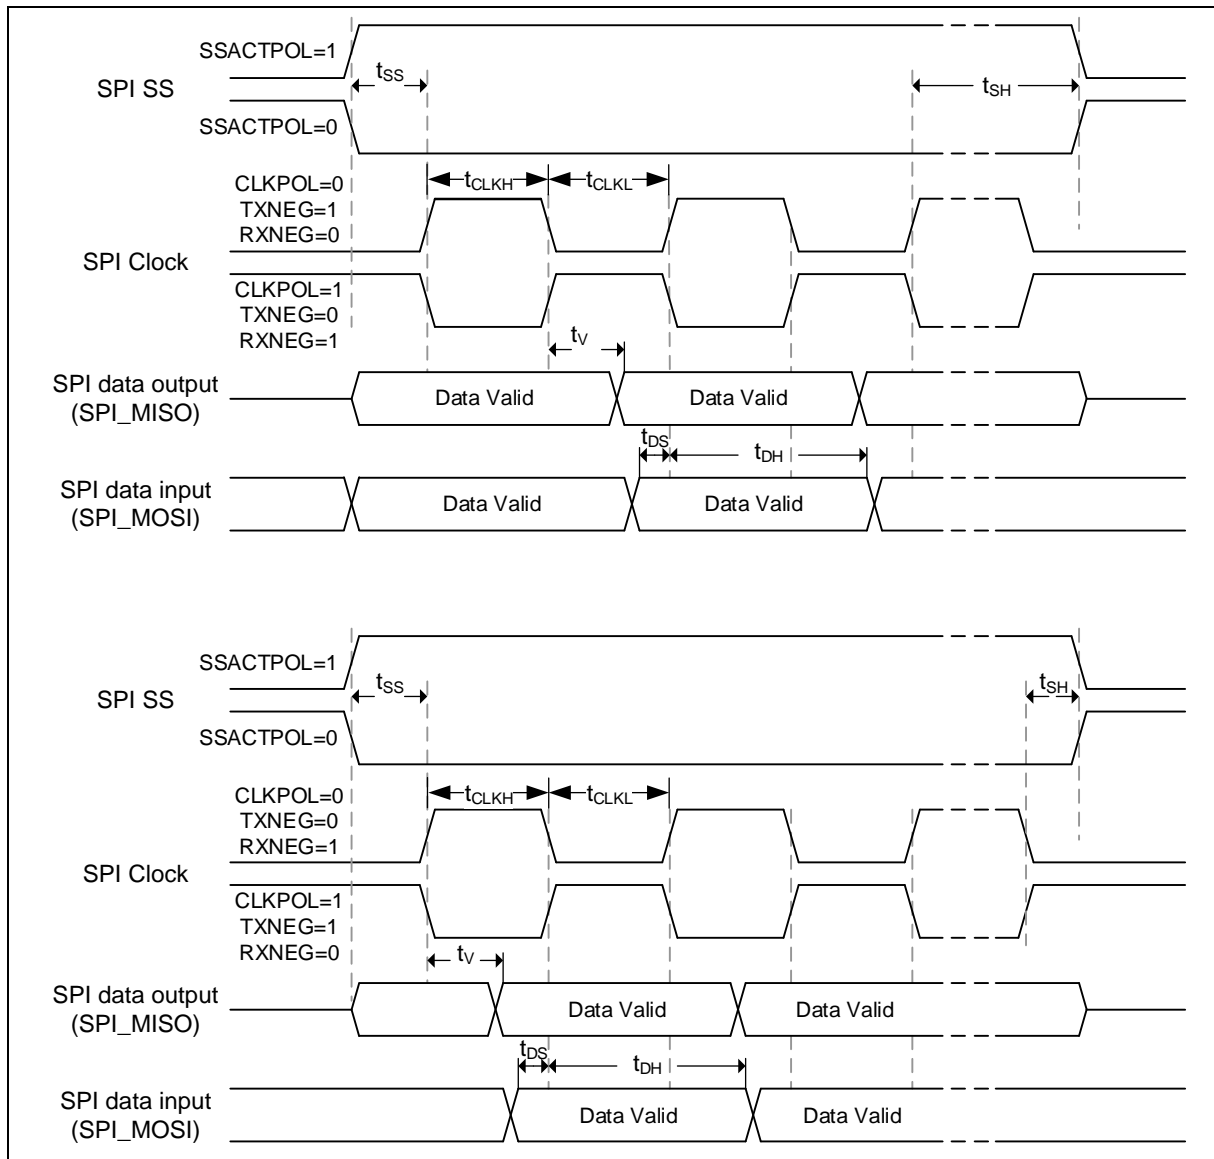 SSACTPOL=1
SPI SS
tSS
tSH
SSACTPOL=0
CLKPOL=0
TXNEG=1
RXNEG=0
tCLKH
tCLKL
SPI Clock
CLKPOL=1
TXNEG=0
RXNEG=1
tV
SPI data output
(SPI_MISO)
Data Valid
Data Valid
tDS
tDH
SPI data input
(SPI_MOSI)
Data Valid
Data Valid
SSACTPOL=1
SPI SS
tSS
tSH
SSACTPOL=0
CLKPOL=0
TXNEG=0
RXNEG=1
tCLKH
tCLKL
SPI Clock
CLKPOL=1
TXNEG=1
RXNEG=0
tV
SPI data output
(SPI_MISO)
Data Valid
Data Valid
tDS
tDH
SPI data input
(SPI_MOSI)
Data Valid
Data Valid